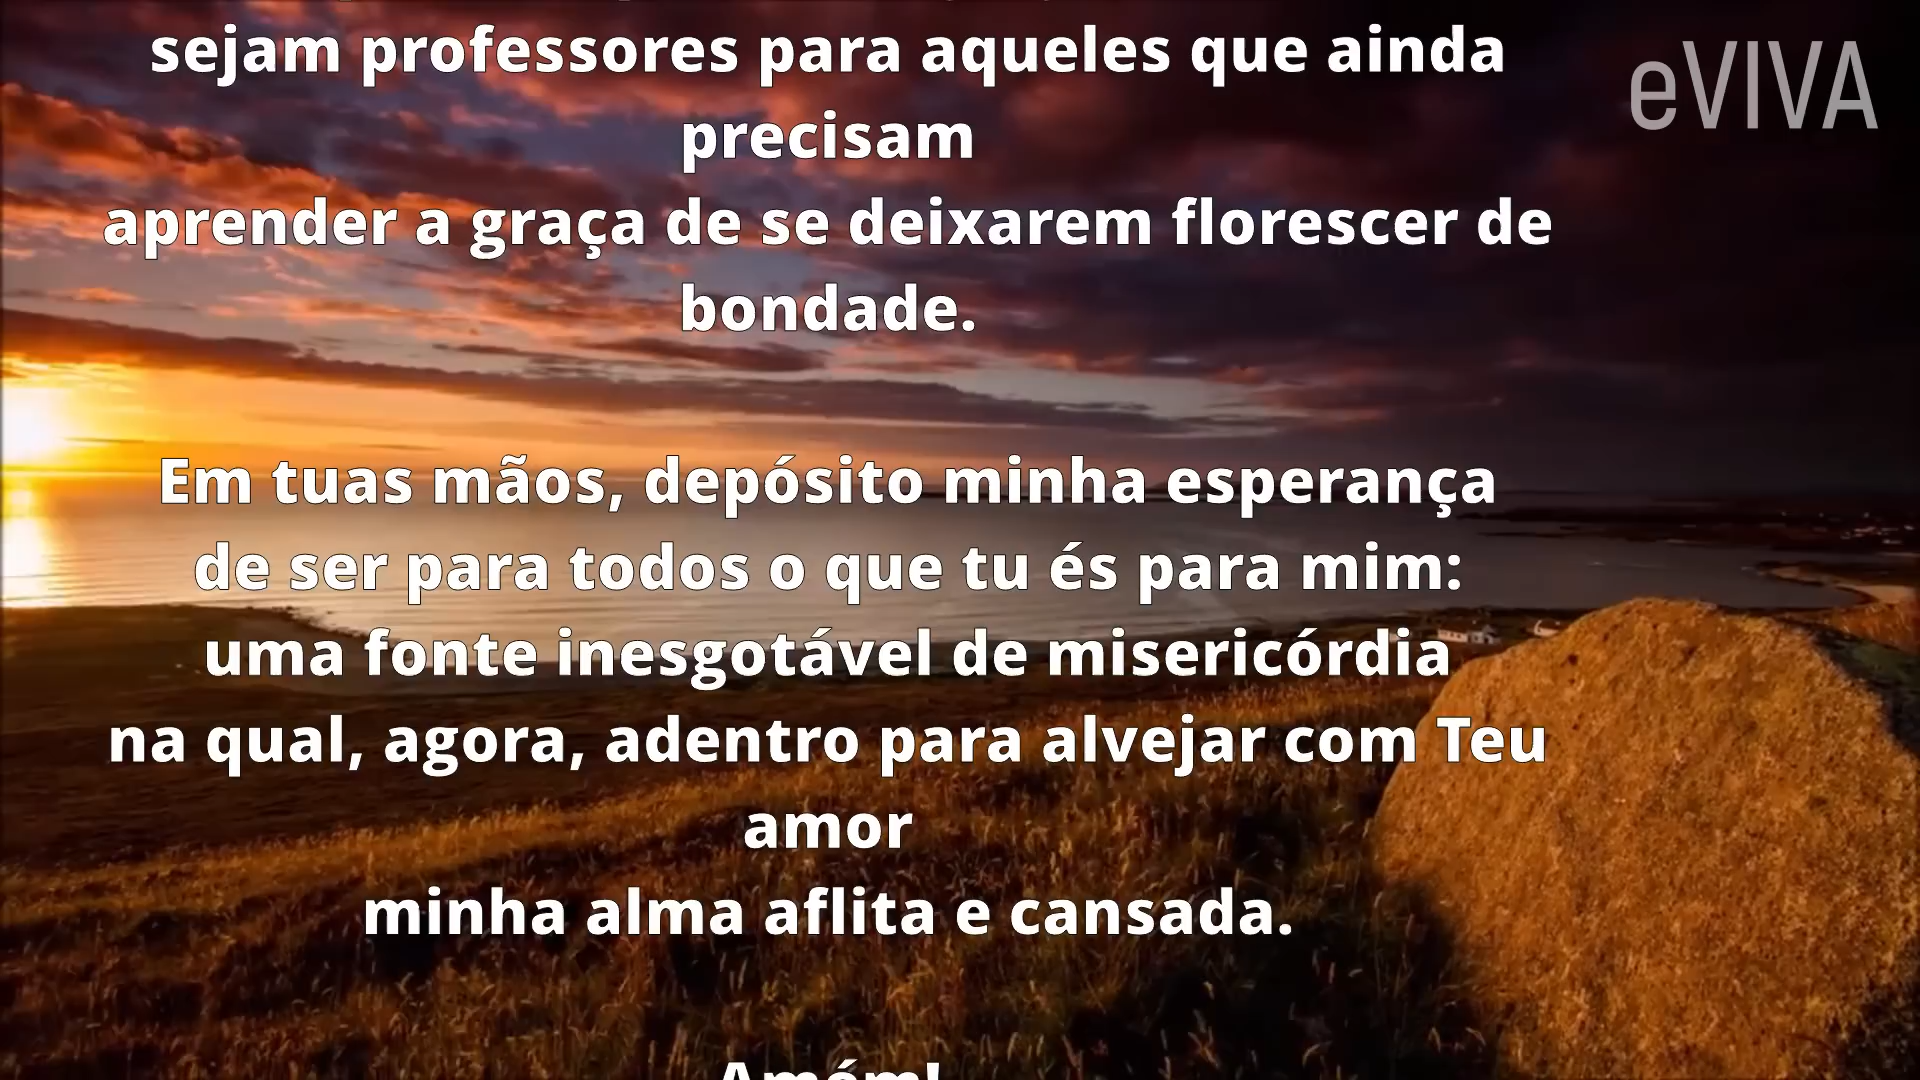 sejam professores para aqueles que ainda
precisam
aprender a graça de se deixarem florescer de
bondade.
Em tuas mãos, depósito minha esperança
de ser para todos o que tu és para mim:
uma fonte inesgotável de misericórdia
na qual, agora, adentro para alvejar com Teu
amor
minha alma aflita e cansada.
Amém!
eVIVA